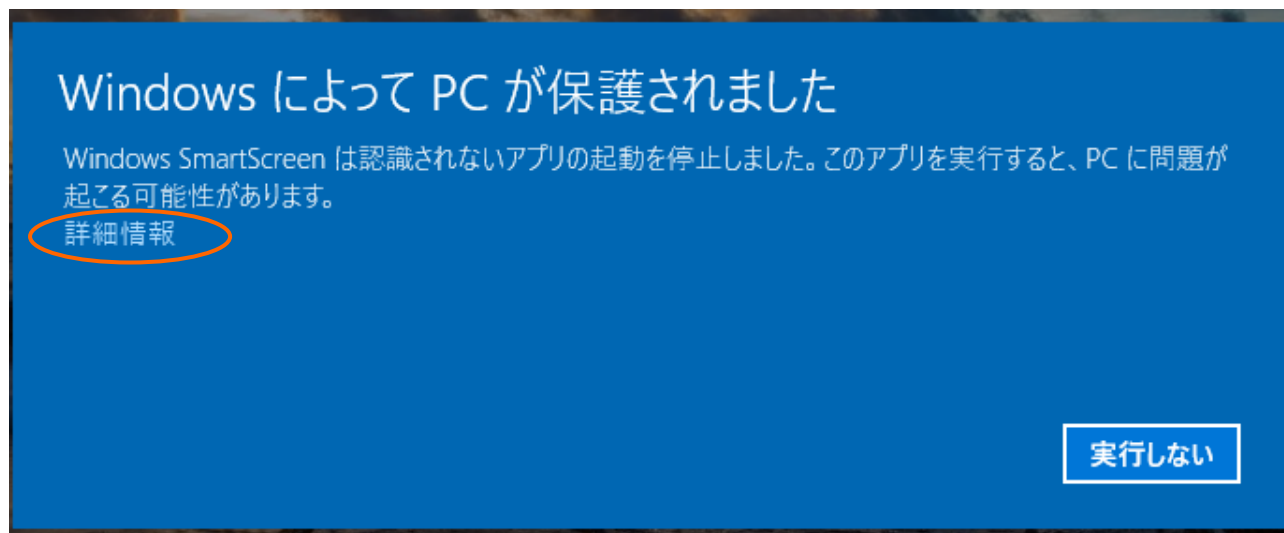 Windows によって PC が保護されました
Windows SmartScreen は認識されないアプリの起動を停止しました。このアプリを実行すると、PC に問題が
起こる可能性があります。
詳細情報
実行しない